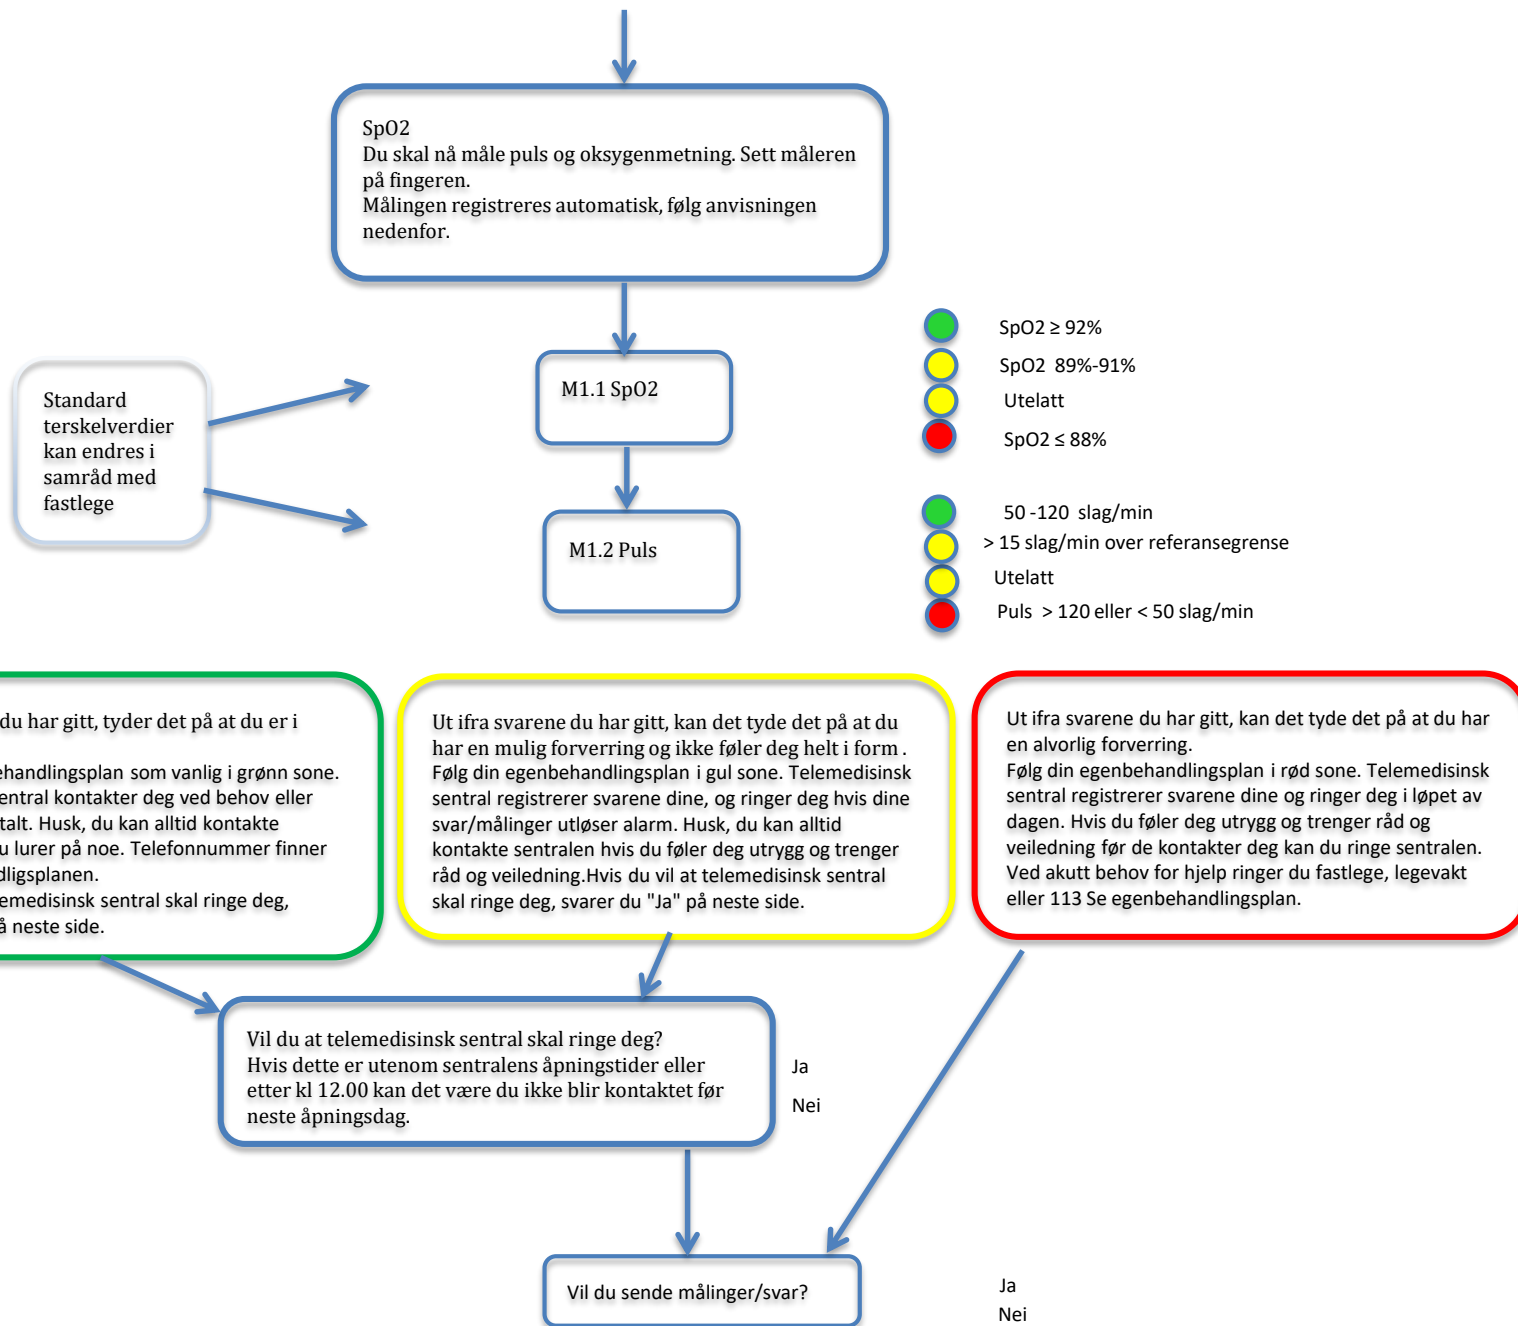 SpO2
Du skal nå måle puls og oksygenmetning. Sett måleren
på fingeren.
Målingen registreres automatisk, følg anvisningen
nedenfor.
SpO2 ≥ 92%
SpO2 89%-91%
Utelatt
SpO2 ≤ 88%
Standard
terskelverdier
kan endres i
samråd med
fastlege
M1.1 SpO2
M1.2 Puls
50 -120 slag/min
> 15 slag/min over referansegrense
Utelatt
Puls > 120 eller < 50 slag/min
du har gitt, tyder det på at du er i
handlingsplan som vanlig i grønn sone.
entral kontakter deg ved behov eller
talt. Husk, du kan alltid kontakte
u lurer på noe. Telefonnummer finner
dligsplanen.
emedisinsk sentral skal ringe deg,
å neste side.
Ut ifra svarene du har gitt, kan det tyde det på at du
har en mulig forverring og ikke føler deg helt i form .
Følg din egenbehandlingsplan i gul sone. Telemedisinsk
sentral registrerer svarene dine, og ringer deg hvis dine
svar/målinger utløser alarm. Husk, du kan alltid
kontakte sentralen hvis du føler deg utrygg og trenger
råd og veiledning.Hvis du vil at telemedisinsk sentral
skal ringe deg, svarer du "Ja" på neste side.
Ut ifra svarene du har gitt, kan det tyde det på at du har
en alvorlig forverring.
Følg din egenbehandlingsplan i rød sone. Telemedisinsk
sentral registrerer svarene dine og ringer deg i løpet av
dagen. Hvis du føler deg utrygg og trenger råd og
veiledning før de kontakter deg kan du ringe sentralen.
Ved akutt behov for hjelp ringer du fastlege, legevakt
eller 113 Se egenbehandlingsplan.
Vil du at telemedisinsk sentral skal ringe deg?
Hvis dette er utenom sentralens åpningstider eller
etter kl 12.00 kan det være du ikke blir kontaktet før
neste åpningsdag.
Ja
Nei
Vil du sende målinger/svar?
Ja
Nei